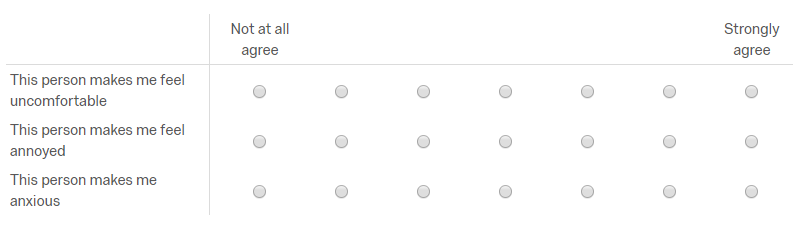 Not at all
agree
Strongly
agree
This person makes me feel
uncomfortable
This person makes me feel
annoyed
This person makes me
anxious